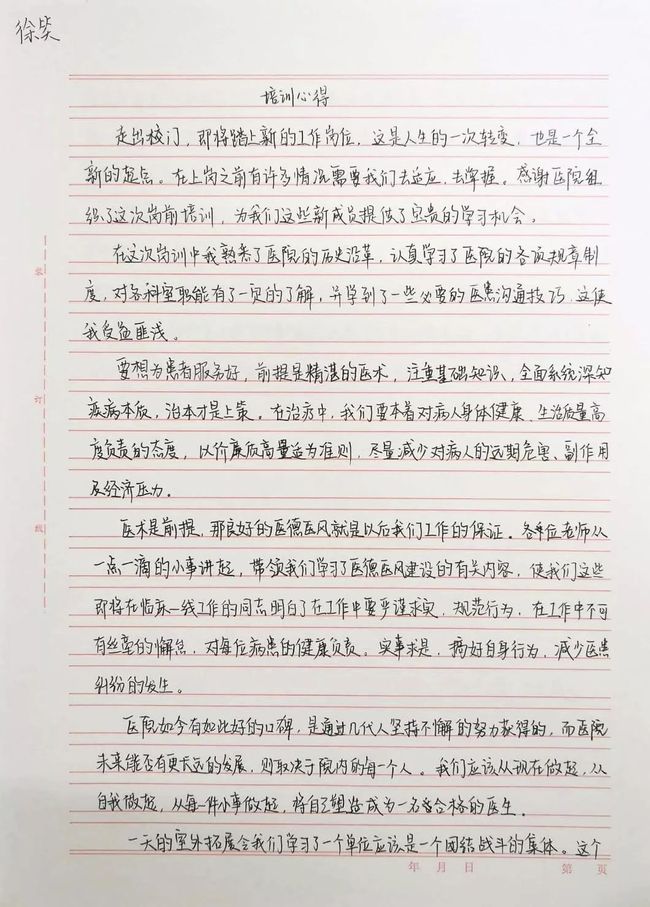 徐笑
培训心得
走出校门，即将踏上新的工作岗位，这是人生的一次转变，也是一个全
新的起点。在上岗之前有许多情况需要我们去适应，去掌握。感谢医院组
织了这次岗前培训，为我们这些新成员提供了宝贵的学习机会。
在这次岗训中我熟悉了医院的历史沿革，认真学习了医院的各项规章制
度，对各科室职能有了一定的了解，并学到了一些必要的医患沟通技巧，这使
我受益匪浅。
要想为患者服务好，前提是精湛的医术，注重基础知识，全面系统深知
疾病本质，治本才是上策。在治疗中，我们要本着对病人身体健康、生活质量高
度负责的态度，以价廉质高量适为准则，尽量减少对病人的远期危害、副作用
及经济压力。
医术是前提，那良好的医德医风就是以后我们工作的保证。各位老师从
一点一滴的小事讲起，带领我们学习了医德医风建设的有关内容，使我们这些
即将在临床一线工作的同志明白了在工作中要严谨求实，规范行为，在工作中不可
有丝毫的懈怠，对每位病患的健康负责。实事求是，搞好自身行为，减少医患
纠纷的发生。
医院如今有如此好的口碑，是通过几代人坚持不懈的努力获得的，而医院
未来能否有更长远的发展，则取决于院内的每一个人。我们应该从现在做起，从
自我做起，从每一件小事做起，将自己塑造成为一名合格的医生。
一天的室外拓展令我们学习了一个单位应该是一个团结战斗的集体。这个
装
订
线
年 月 日
第 页